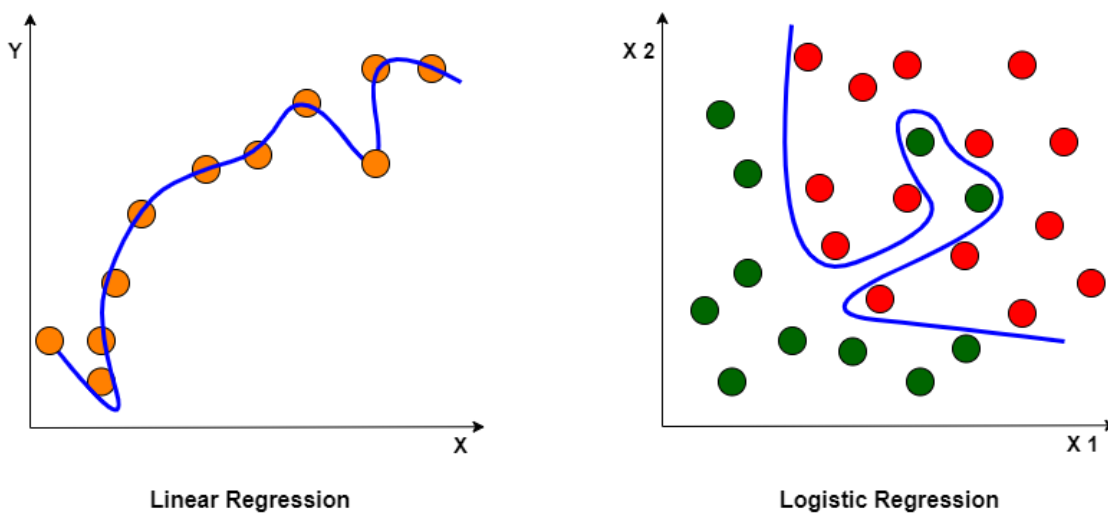 Y
X
Linear Regression
X 2
X 1
Logistic Regression